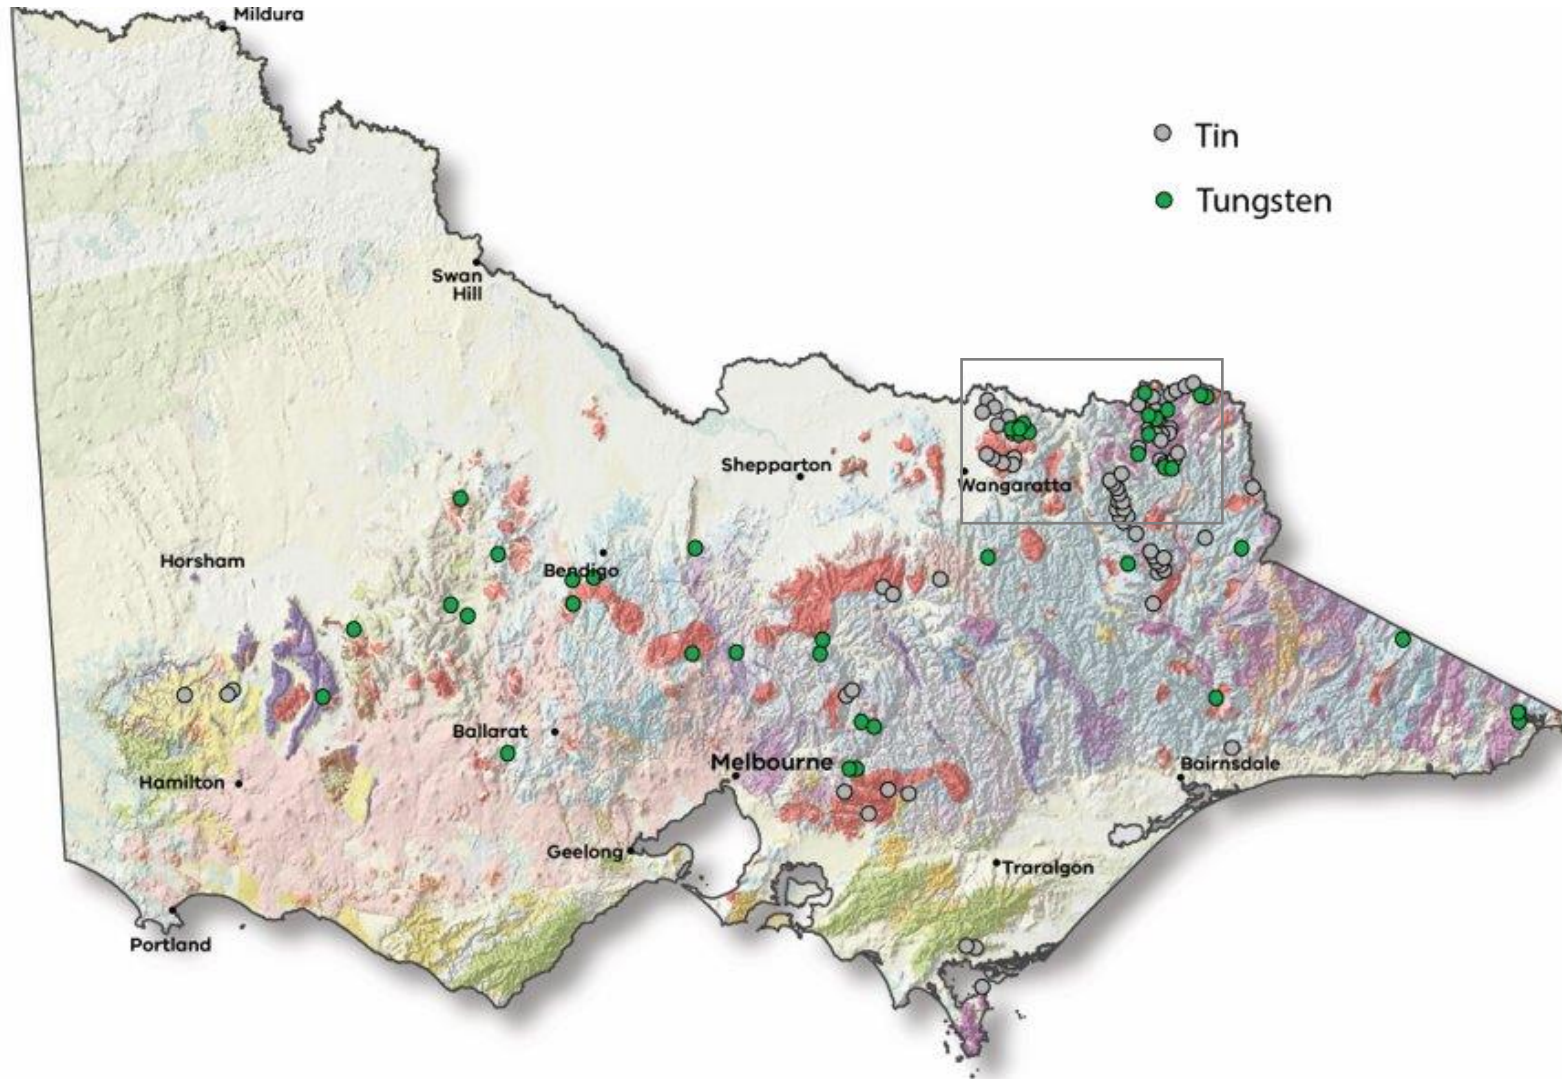 Mildura
Tin
Tungsten
Swan
Hill
Shepparton
Wangaratta
Horsham
Bendigo
Ballarat
Melbourne
Bairnsdale
Hamilton
Geelong
Traralgon
Portland